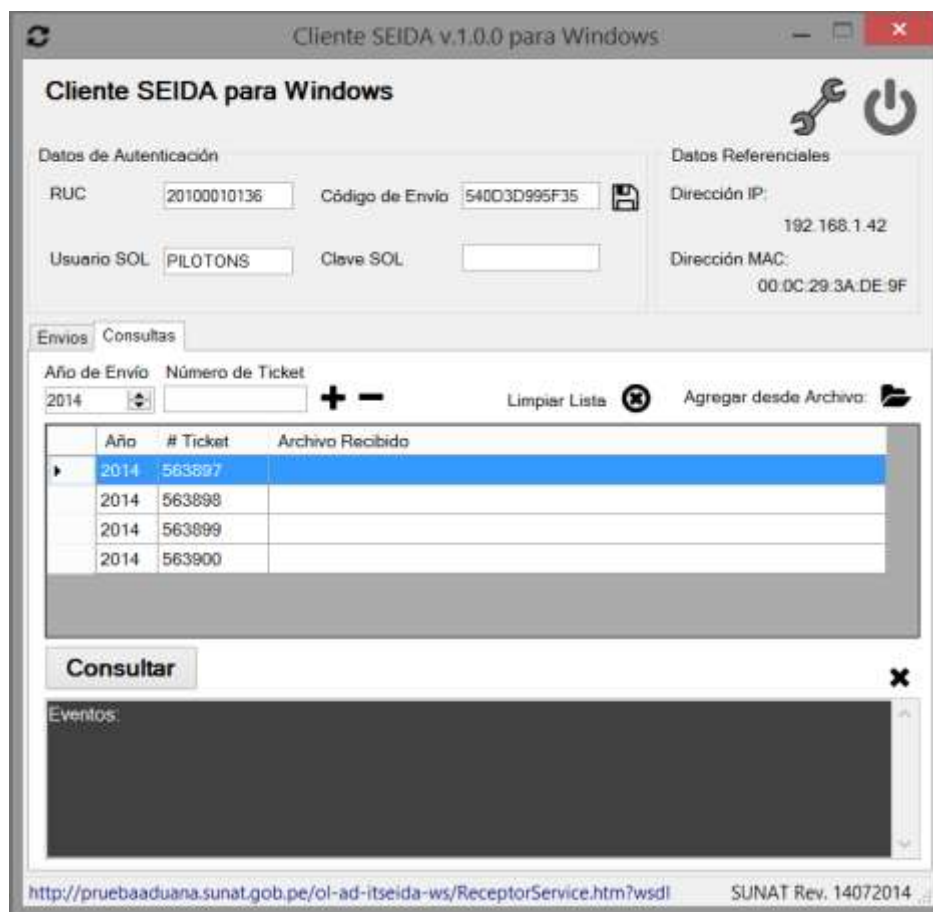 Cliente SEIDA v.1.0.0 para Windows
Cliente SEIDA para Windows
Datos de Autenticación
Datos Referenciales
RUC 20100010136 Código de Envío 540D3D995F35
Dirección IP:
192.168.1.42
Usuario SOL PILOTONS Clave SOL
Dirección MAC:
00:0C:29:3A:DE:9F
Envios Consultas
Año de Envío Número de Ticket
2014 Limpiar Lista Agregar desde Archivo:
Año # Ticket Archivo Recibido
2014 563897
2014 563898
2014 563899
2014 563900
Consultar
Eventos:
http://pruebaaduana.sunat.gob.pe/ol-ad-itseida-ws/ReceptorService.htm?wsdl SUNAT Rev. 14072014